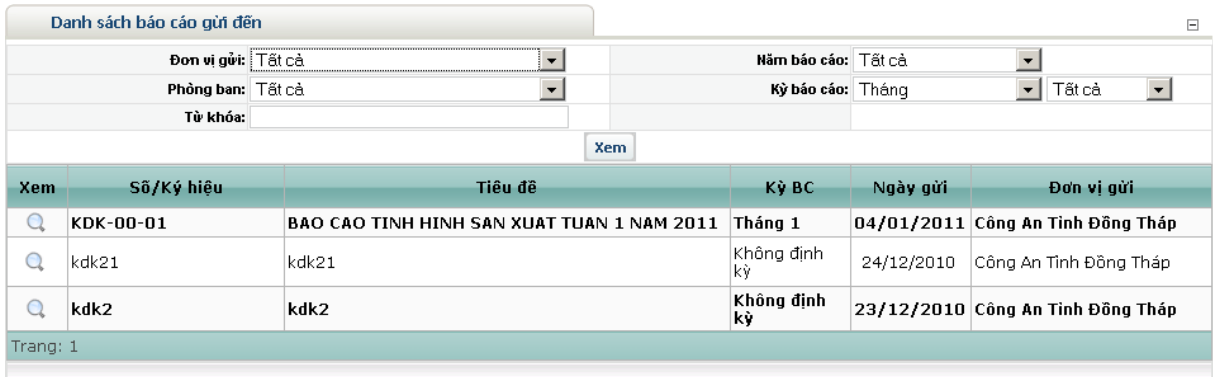 Danh sách báo cáo gửi đến
Đơn vị gửi: Tất cả Năm báo cáo: Tất cả
Phòng ban: Tất cả Kỳ báo cáo: Tháng Tất cả
Từ khóa:
Xem
Xem Số/Ký hiệu Tiêu đề Kỳ BC Ngày gửi Đơn vị gửi
KDK-00-01 BAO CAO TINH HINH SAN XUAT TUAN 1 NAM 2011 Tháng 1 04/01/2011 Công An Tỉnh Đồng Tháp
kdk21 kdk21 Không định kỳ 24/12/2010 Công An Tỉnh Đồng Tháp
kdk2 kdk2 Không định kỳ 23/12/2010 Công An Tỉnh Đồng Tháp
Trang: 1